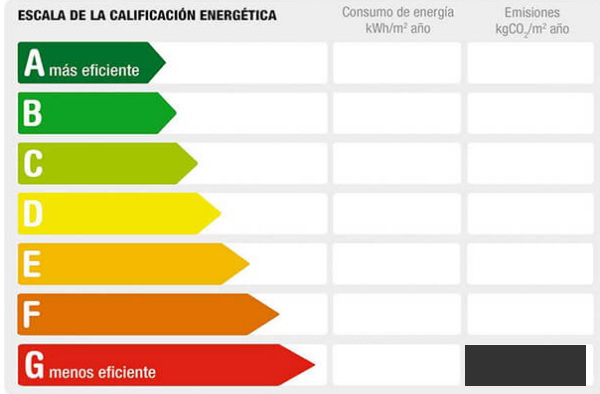 ESCALA DE LA CALIFICACIÓN ENERGÉTICA
Consumo de energía
kWh/m² año
Emisiones
kgCO₂/m² año
A más eficiente
B
C
D
E
F
G menos eficiente